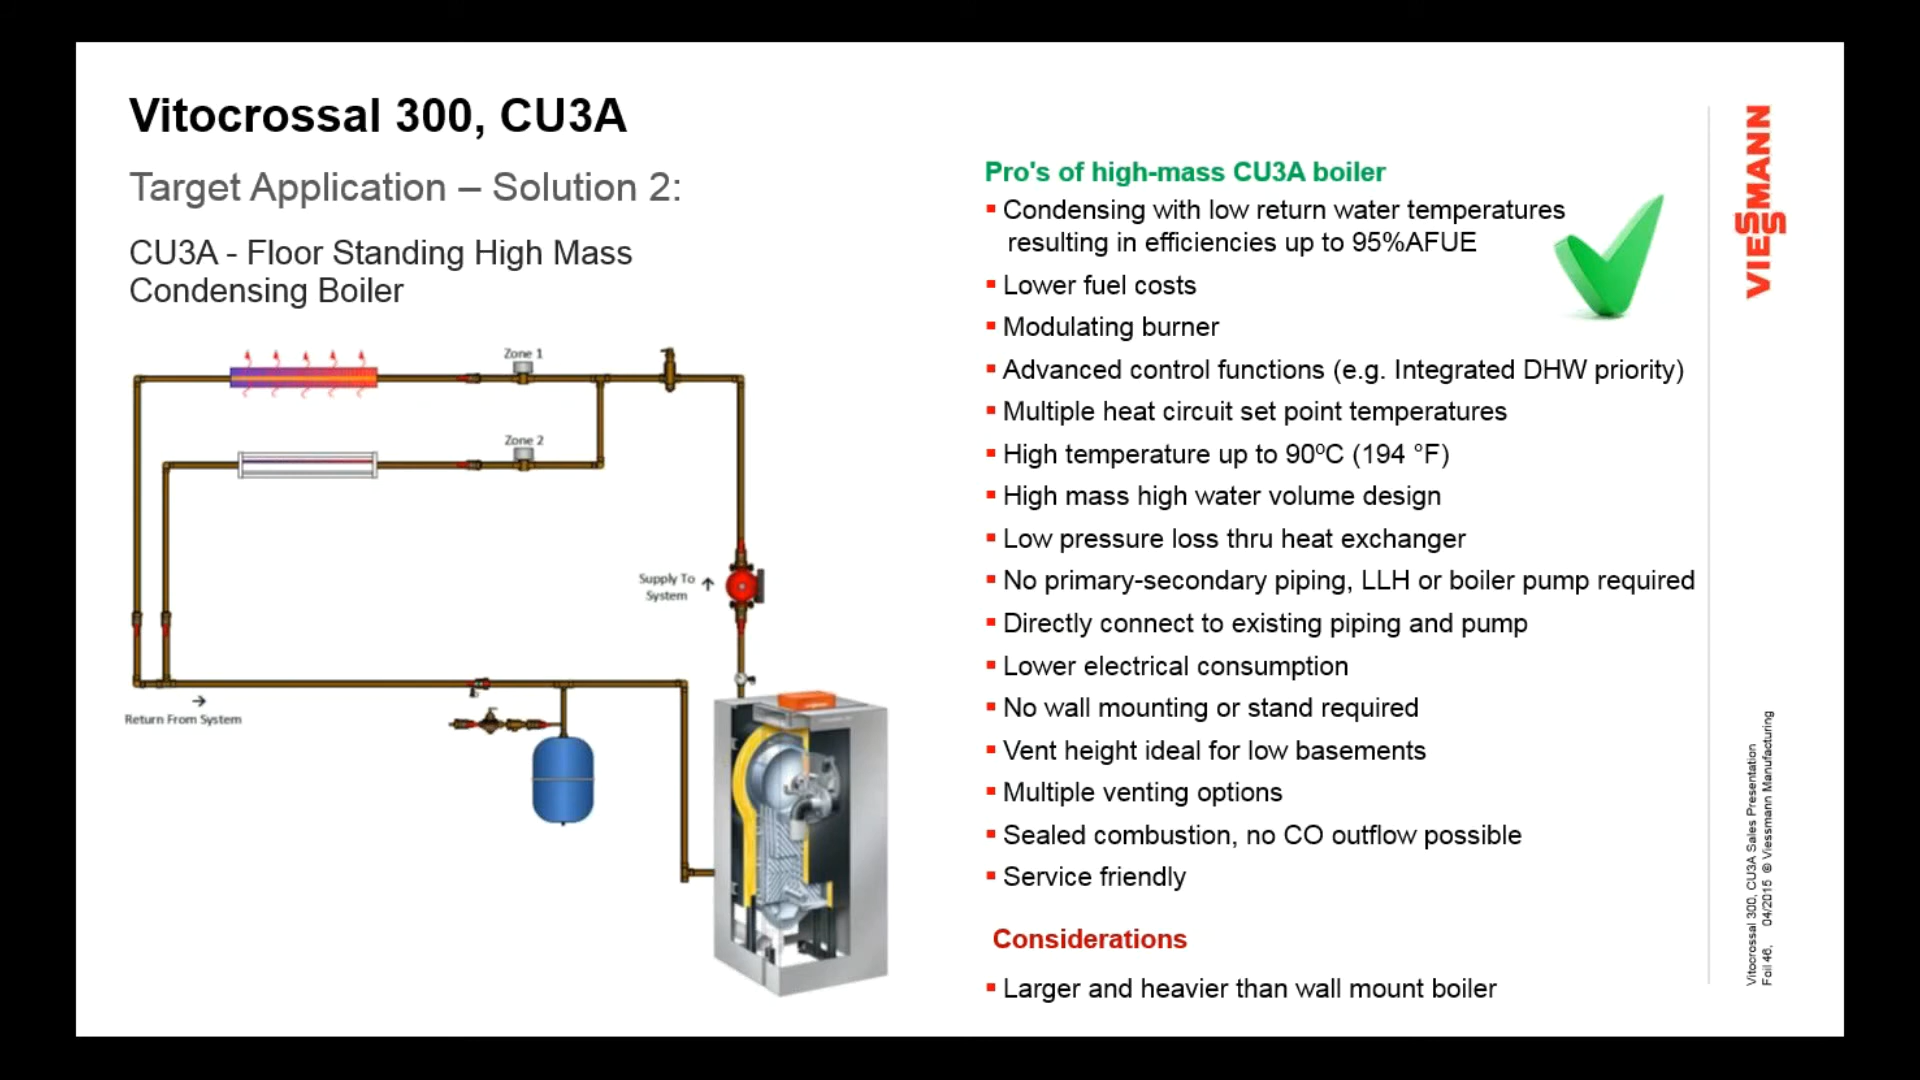 Vitocrossal 300, CU3A
Target Application – Solution 2:
CU3A - Floor Standing High Mass
Condensing Boiler
Zone 1
Zone 2
Supply To
System
Return From System
Pro's of high-mass CU3A boiler
Condensing with low return water temperatures
resulting in efficiencies up to 95%AFUE
Lower fuel costs
Modulating burner
Advanced control functions (e.g. Integrated DHW priority)
Multiple heat circuit set point temperatures
High temperature up to 90ºC (194 °F)
High mass high water volume design
Low pressure loss thru heat exchanger
No primary-secondary piping, LLH or boiler pump required
Directly connect to existing piping and pump
Lower electrical consumption
No wall mounting or stand required
Vent height ideal for low basements
Multiple venting options
Sealed combustion, no CO outflow possible
Service friendly
Considerations
Larger and heavier than wall mount boiler
VIESSMANN
Vitocrossal 300, CU3A Sales Presentation
Foil 46, 04/2015 © Viessmann Manufacturing